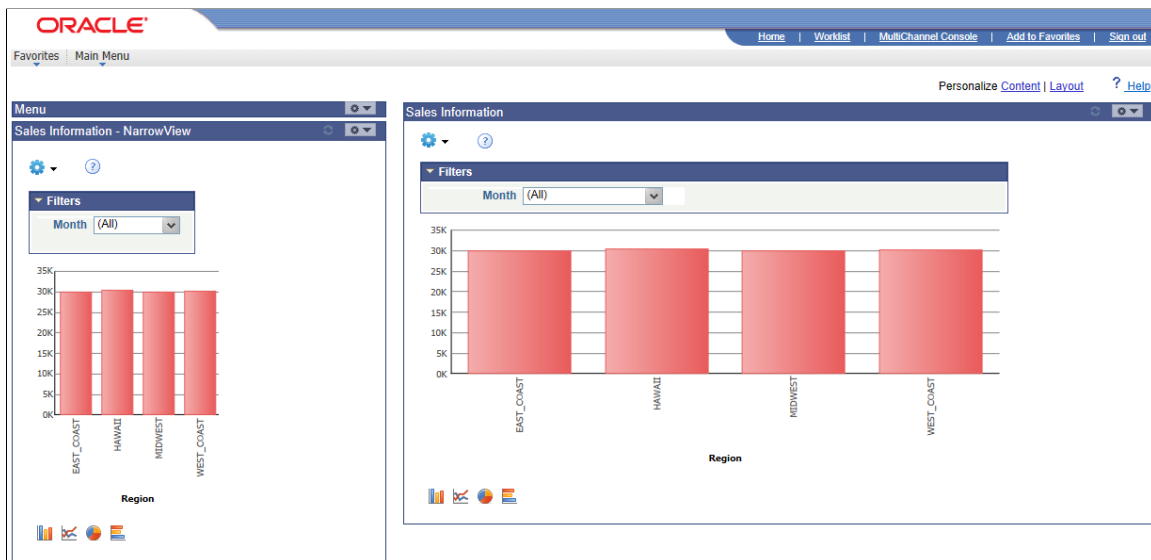 ORACLE'
Home | Worklist | MultiChannel Console | Add to Favorites | Sign out
Favorites Main Menu
Personalize Content | Layout ? Help
Menu
Sales Information - NarrowView
?
Filters
Month (All)
35K
30K
25K
20K
15K
10K
5K
0K
EAST_COAST
HAWAII
MIDWEST
WEST_COAST
Region
Sales Information
?
Filters
Month (All)
35K
30K
25K
20K
15K
10K
5K
0K
EAST_COAST
HAWAII
MIDWEST
WEST_COAST
Region